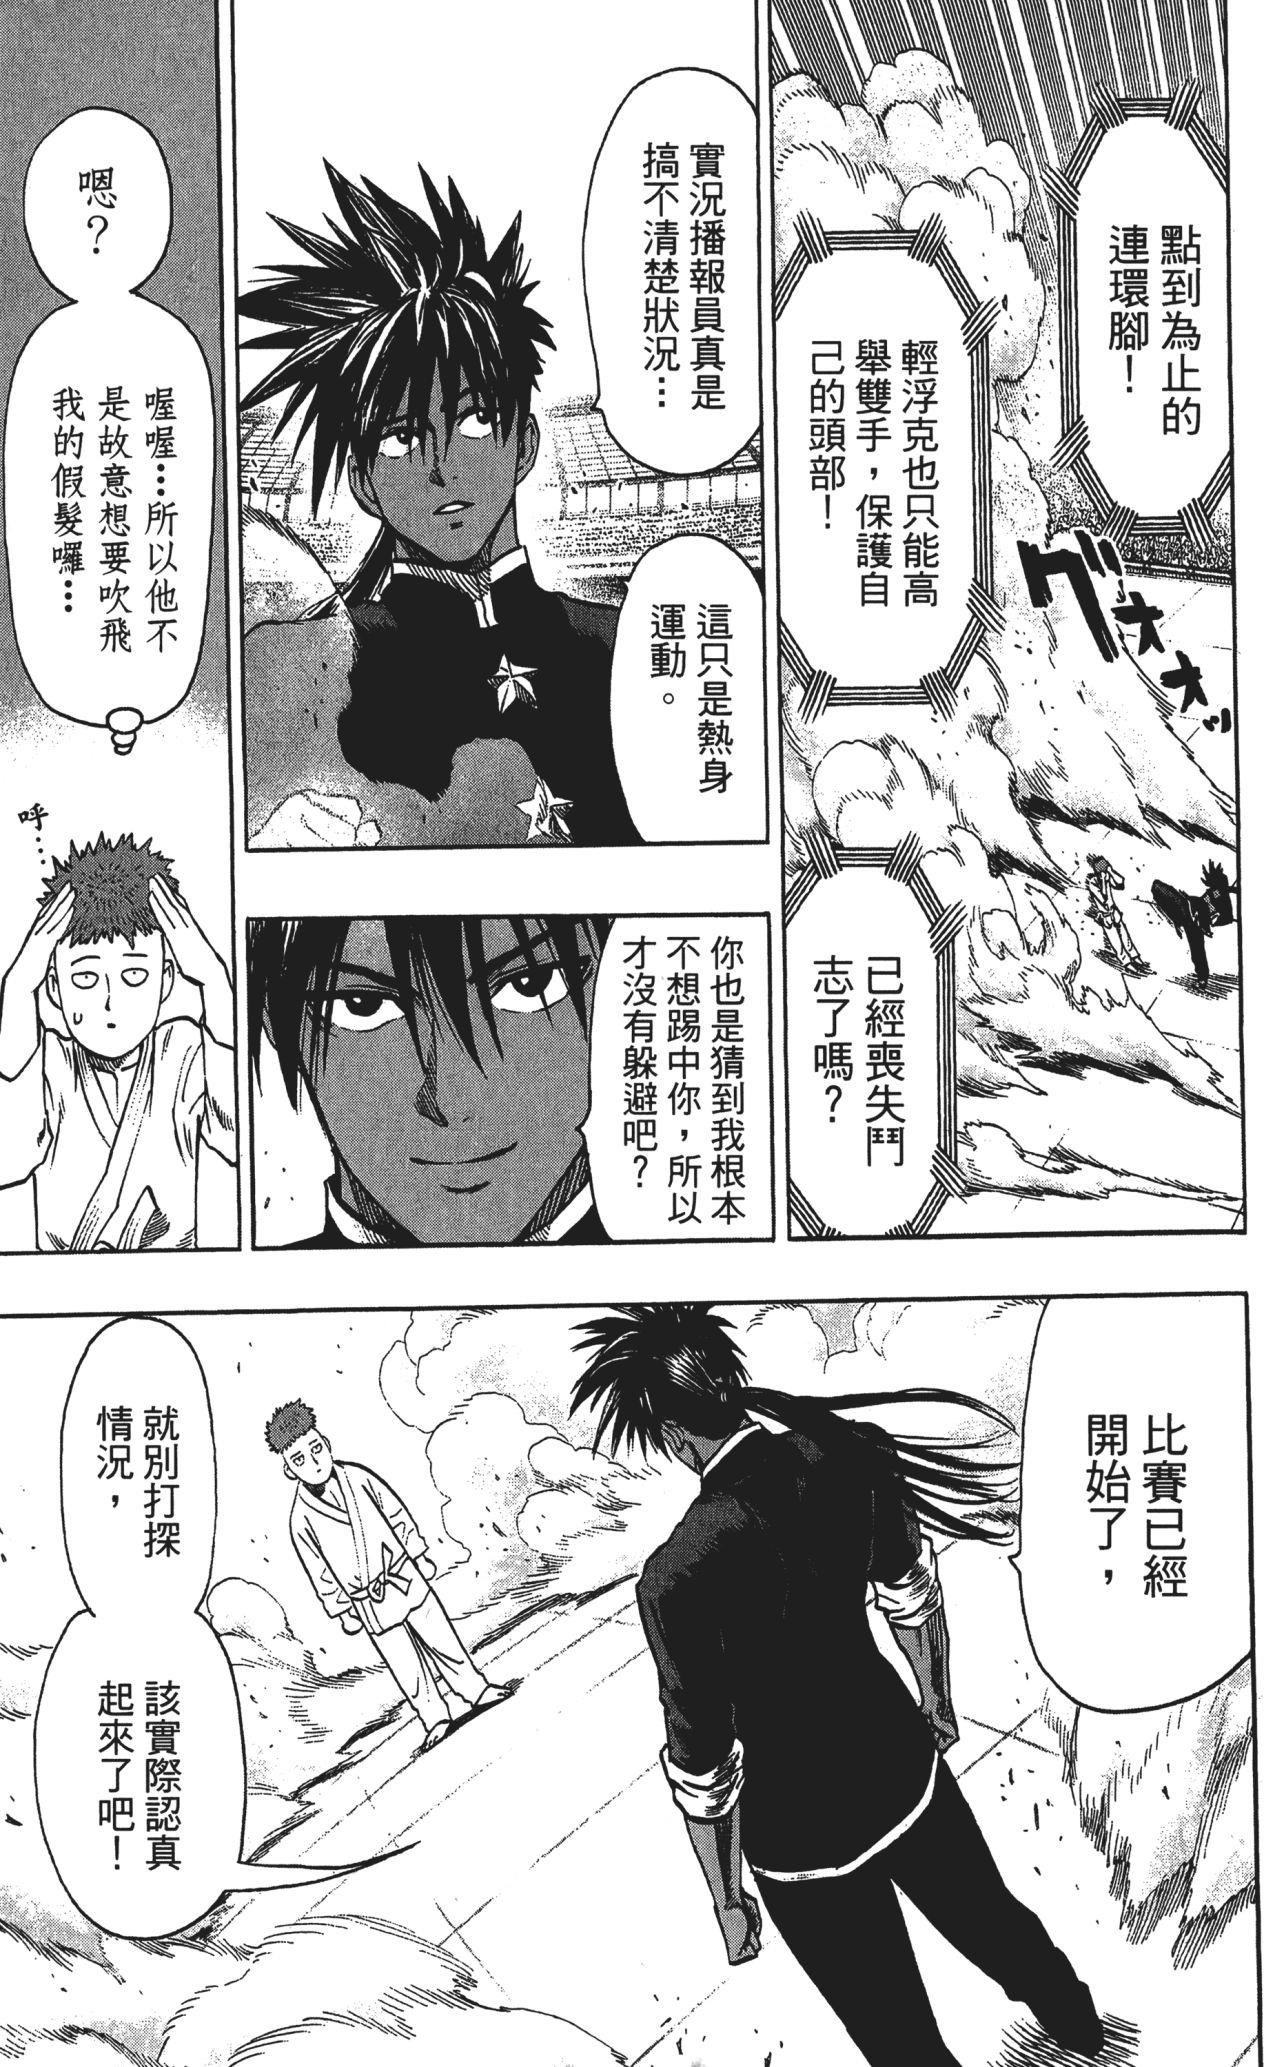 點到為止的
連環腳！
輕浮克也只能高
舉雙手，保護自
己的頭部！
已經喪失鬥
志了嗎？
グオオッ
實況播報員真是
搞不清楚狀況…
這只是熱身
運動。
你也是猜到我根本
不想踢中你，所以
才沒有躲避吧？
嗯？
喔喔…所以他不
是故意想要吹飛
我的假髮囉…
呼…
比賽已經
開始了，
就別打探
情況，
該實際認真
起來了吧！